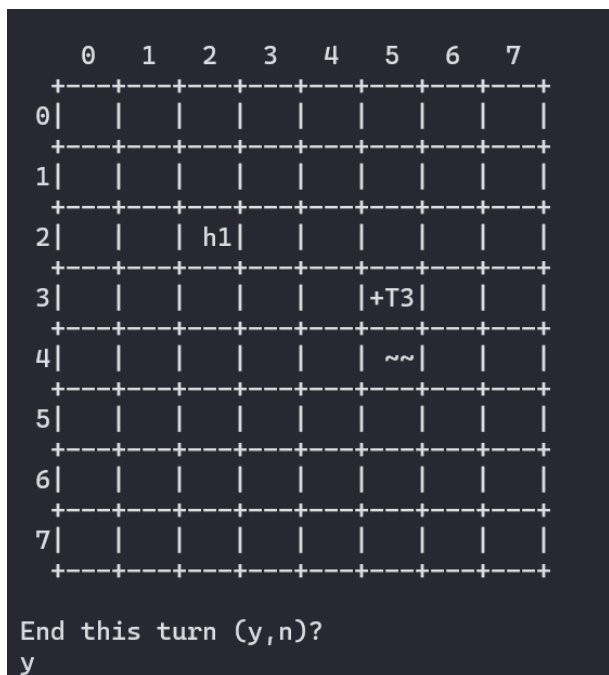 0   1   2   3   4   5   6   7
  +---+---+---+---+---+---+---+---+
 0|   |   |   |   |   |   |   |   |
  +---+---+---+---+---+---+---+---+
 1|   |   |   |   |   |   |   |   |
  +---+---+---+---+---+---+---+---+
 2|   |   | h1|   |   |   |   |   |
  +---+---+---+---+---+---+---+---+
 3|   |   |   |   |   |+T3|   |   |
  +---+---+---+---+---+---+---+---+
 4|   |   |   |   |   | ~~|   |   |
  +---+---+---+---+---+---+---+---+
 5|   |   |   |   |   |   |   |   |
  +---+---+---+---+---+---+---+---+
 6|   |   |   |   |   |   |   |   |
  +---+---+---+---+---+---+---+---+
 7|   |   |   |   |   |   |   |   |
  +---+---+---+---+---+---+---+---+
End this turn (y,n)?
y